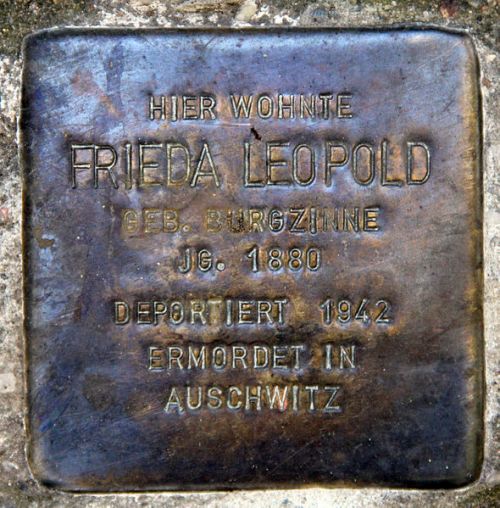 HIER WOHNTE
FRIEDA LEOPOLD
GEB. BURGZINNE
JG. 1880
DEPORTIERT 1942
ERMORDET IN
AUSCHWITZ